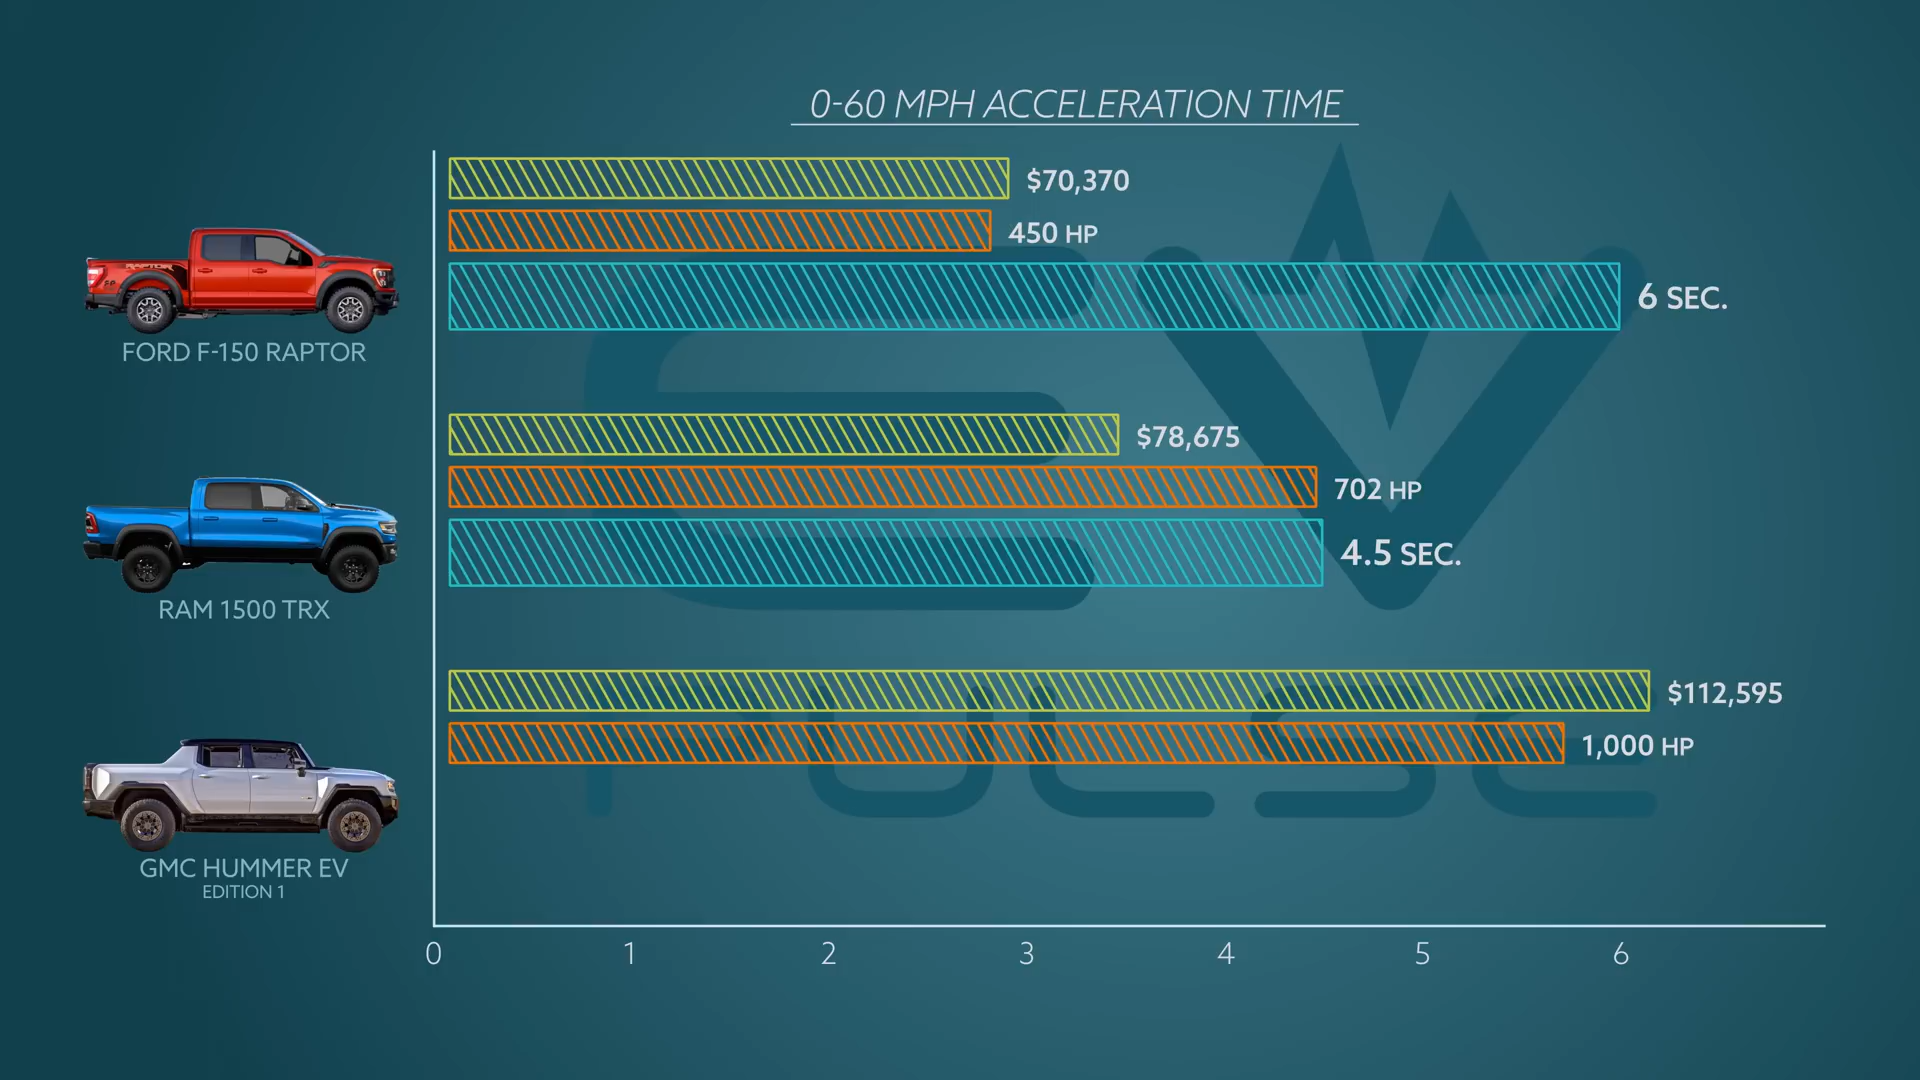 0-60 MPH ACCELERATION TIME
$70,370
450 HP
6 SEC.
FORD F-150 RAPTOR
$78,675
702 HP
4.5 SEC.
RAM 1500 TRX
$112,595
1,000 HP
GMC HUMMER EV
EDITION 1
0 1 2 3 4 5 6
RAPTOR
PULSE